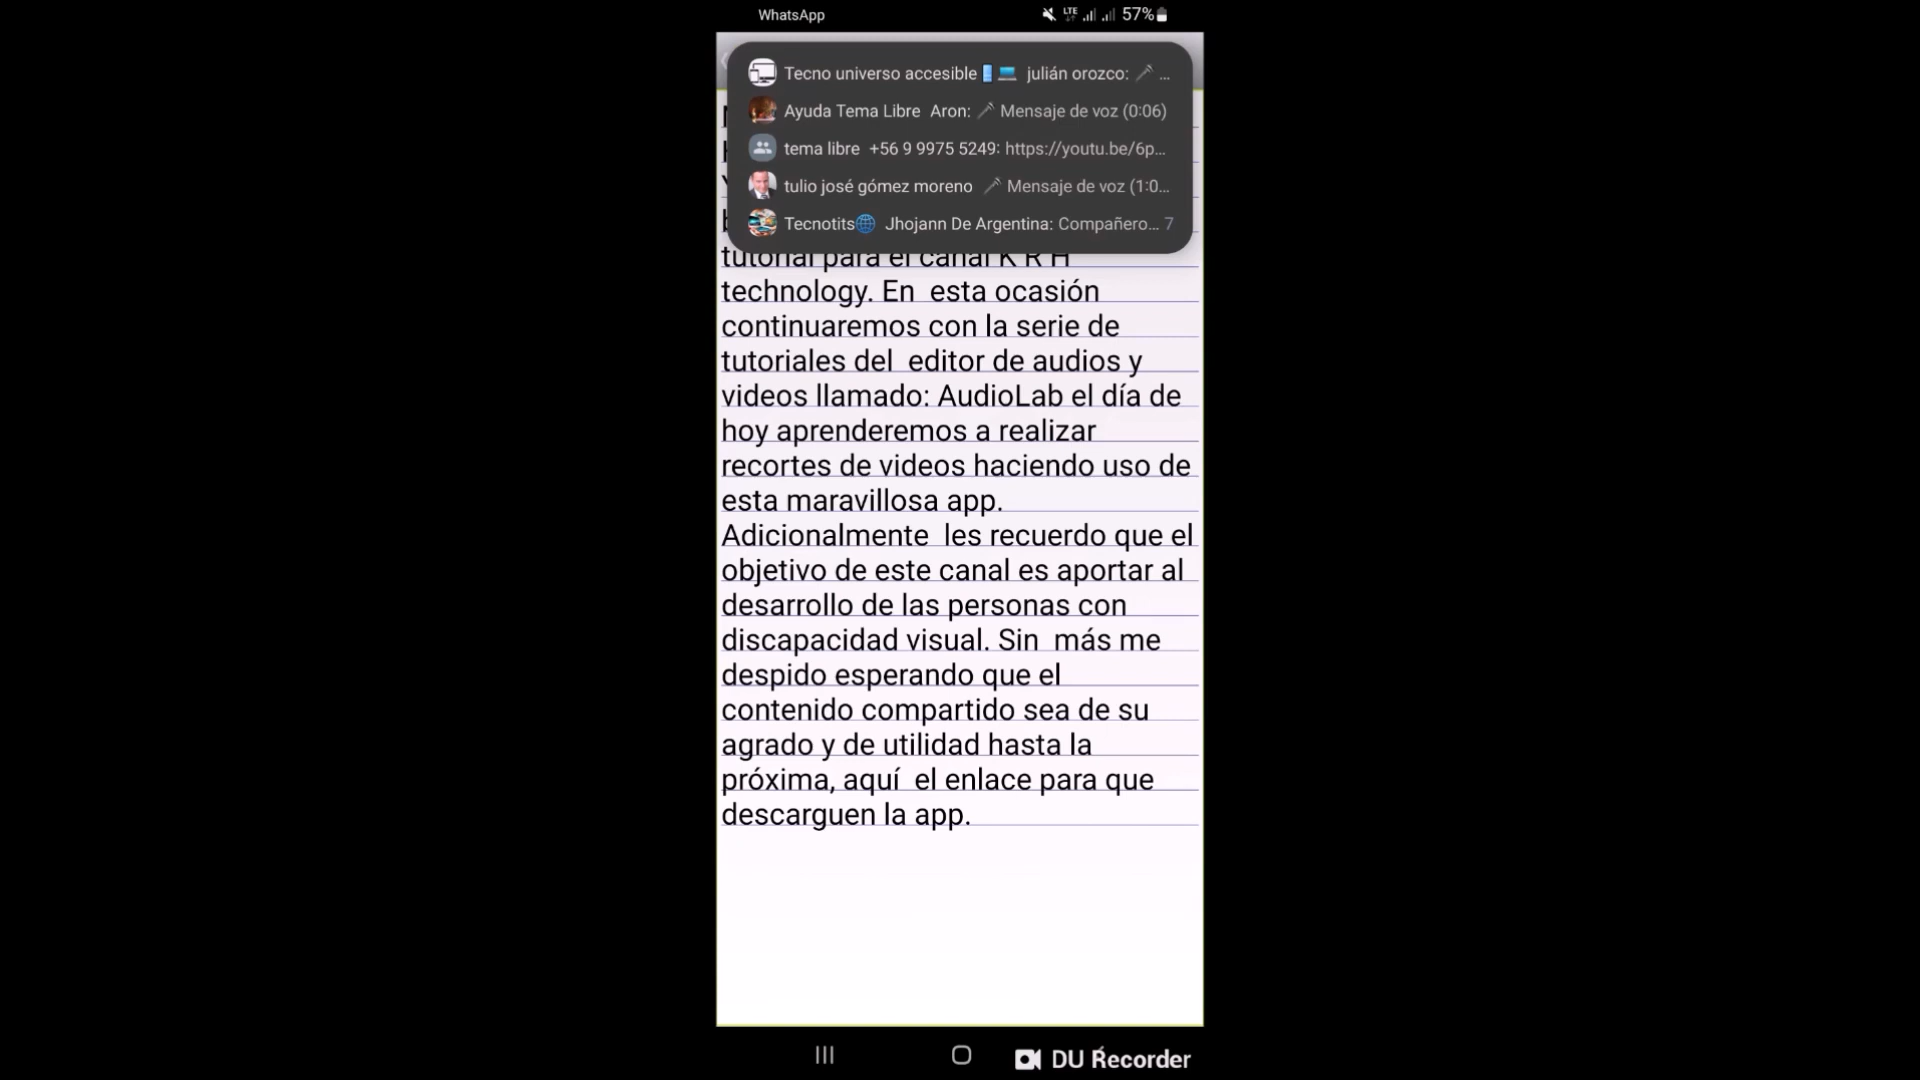 WhatsApp
LTE 57%
Tecno universo accesible julián orozco: ...
Ayuda Tema Libre Aron: Mensaje de voz (0:06)
tema libre +56 9 9975 5249: https://youtu.be/6p...
tulio josé gómez moreno Mensaje de voz (1:0...
Tecnotits Jhojann De Argentina: Compañero... 7
tutorial para el canal K R H
technology. En esta ocasión
continuaremos con la serie de
tutoriales del editor de audios y
videos llamado: AudioLab el día de
hoy aprenderemos a realizar
recortes de videos haciendo uso de
esta maravillosa app.
Adicionalmente les recuerdo que el
objetivo de este canal es aportar al
desarrollo de las personas con
discapacidad visual. Sin más me
despido esperando que el
contenido compartido sea de su
agrado y de utilidad hasta la
próxima, aquí el enlace para que
descarguen la app.
DU Recorder